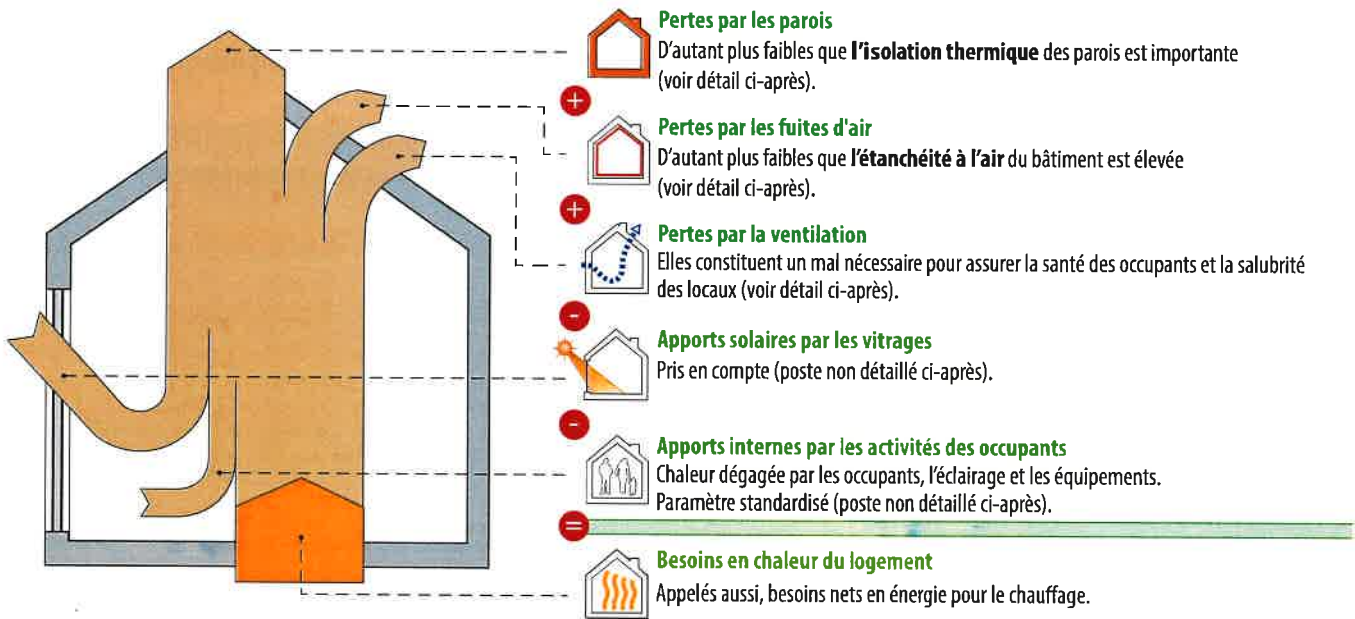 Pertes par les parois
D'autant plus faibles que l'isolation thermique des parois est importante
(voir détail ci-après).
+
Pertes par les fuites d'air
D'autant plus faibles que l'étanchéité à l'air du bâtiment est élevée
(voir détail ci-après).
+
Pertes par la ventilation
Elles constituent un mal nécessaire pour assurer la santé des occupants et la salubrité
des locaux (voir détail ci-après).
-
Apports solaires par les vitrages
Pris en compte (poste non détaillé ci-après).
-
Apports internes par les activités des occupants
Chaleur dégagée par les occupants, l'éclairage et les équipements.
Paramètre standardisé (poste non détaillé ci-après).
=
Besoins en chaleur du logement
Appelés aussi, besoins nets en énergie pour le chauffage.